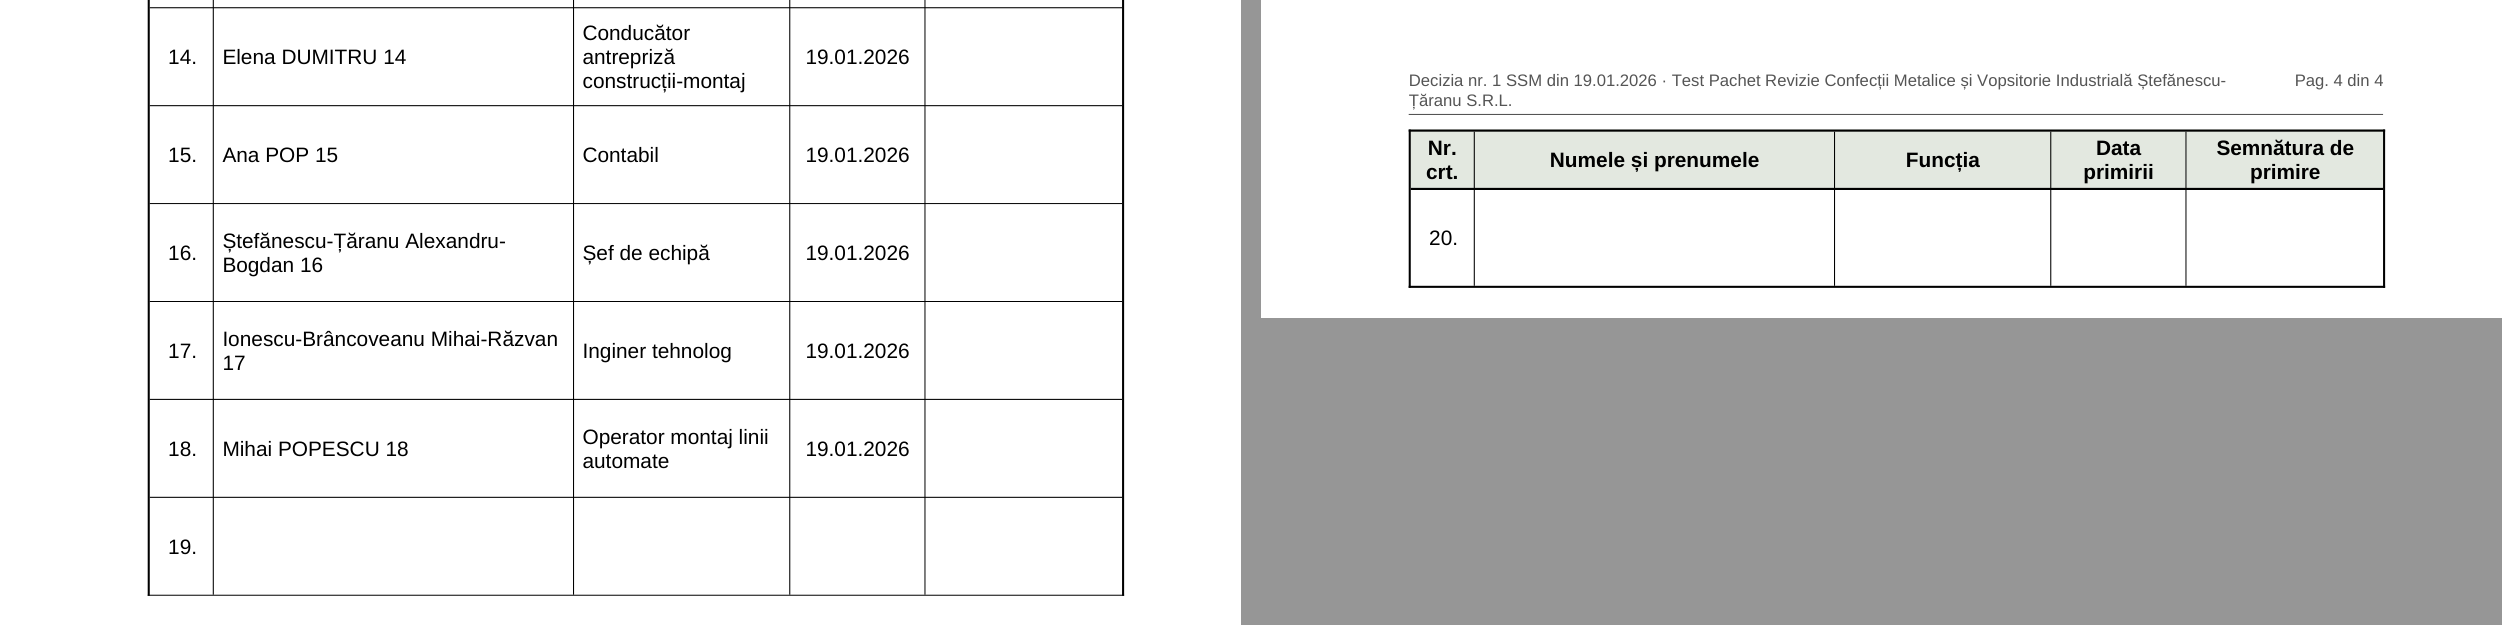 14.
Elena DUMITRU 14
Conducător
antrepriză
construcții-montaj
19.01.2026
15.
Ana POP 15
Contabil
19.01.2026
16.
Ștefănescu-Țăranu Alexandru-
Bogdan 16
Șef de echipă
19.01.2026
17.
Ionescu-Brâncoveanu Mihai-Răzvan
17
Inginer tehnolog
19.01.2026
18.
Mihai POPESCU 18
Operator montaj linii
automate
19.01.2026
19.
Decizia nr. 1 SSM din 19.01.2026 · Test Pachet Revizie Confecții Metalice și Vopsitorie Industrială Ștefănescu-
Țăranu S.R.L.
Pag. 4 din 4
Nr.
crt.
Numele și prenumele
Funcția
Data
primirii
Semnătura de
primire
20.